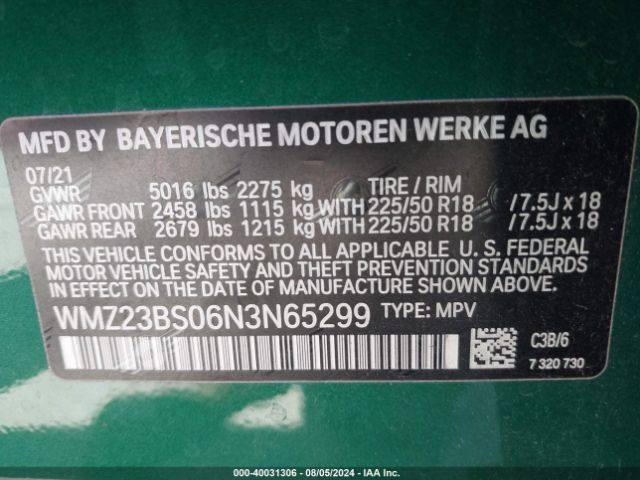 MFD BY BAYERISCHE MOTOREN WERKE AG
07/21
GVWR 5016 lbs 2275 kg TIRE / RIM
GAWR FRONT 2458 lbs 1115 kg WITH 225/50 R18 /7.5J x 18
GAWR REAR 2679 lbs 1215 kg WITH 225/50 R18 /7.5J x 18
THIS VEHICLE CONFORMS TO ALL APPLICABLE U. S. FEDERAL
MOTOR VEHICLE SAFETY AND THEFT PREVENTION STANDARDS
IN EFFECT ON THE DATE OF MANUFACTURE SHOWN ABOVE.
WMZ23BS06N3N65299 TYPE: MPV
C3B/6
7 320 730
000-40031306 - 08/05/2024 - IAA Inc.